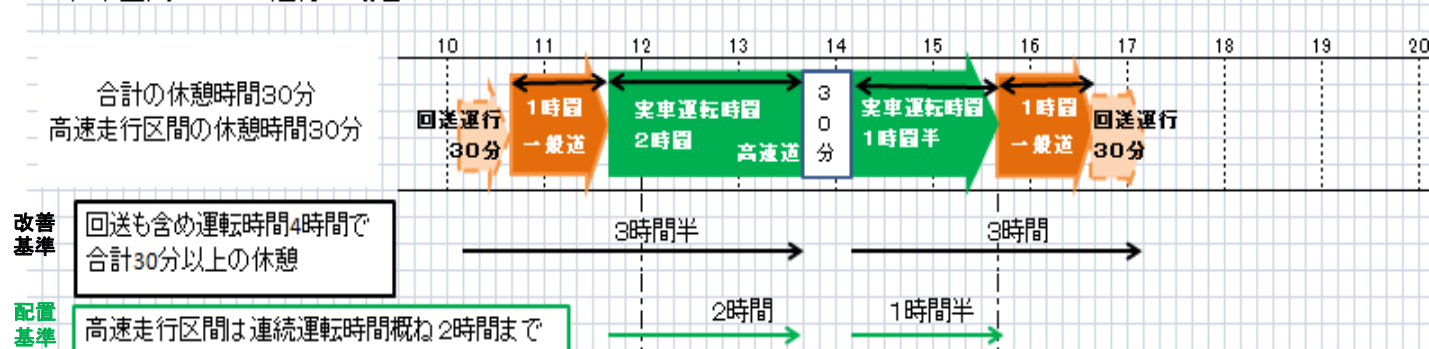 10 11 12 13 14 15 16 17 18 19 20
合計の休憩時間30分
高速走行区間の休憩時間30分
回送運行
30分
1時間
一般道
実車運転時間
2時間
高速道
30分
実車運転時間
1時間半
1時間
一般道
回送運行
30分
改善
基準
回送も含め運転時間4時間で
合計30分以上の休憩
3時間半
3時間
配置
基準
高速走行区間は連続運転時間概ね2時間まで
2時間
1時間半